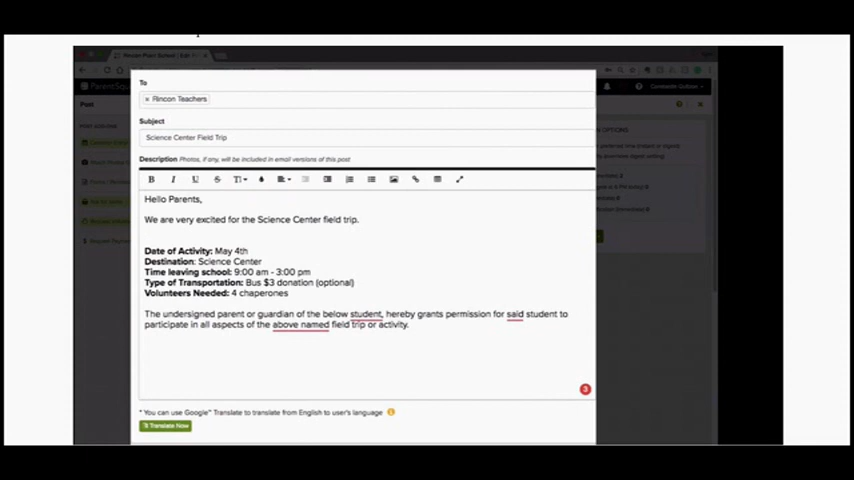 To
× Rincon Teachers
Subject
Science Center Field Trip
Description Photos, if any, will be included in email versions of this post
B I U S T
Hello Parents,
We are very excited for the Science Center field trip.
Date of Activity: May 4th
Destination: Science Center
Time leaving school: 9:00 am - 3:00 pm
Type of Transportation: Bus $3 donation (optional)
Volunteers Needed: 4 chaperones
The undersigned parent or guardian of the below student, hereby grants permission for said student to
participate in all aspects of the above named field trip or activity.
3
* You can use Google™ Translate to translate from English to user's language
Translate Now
Post